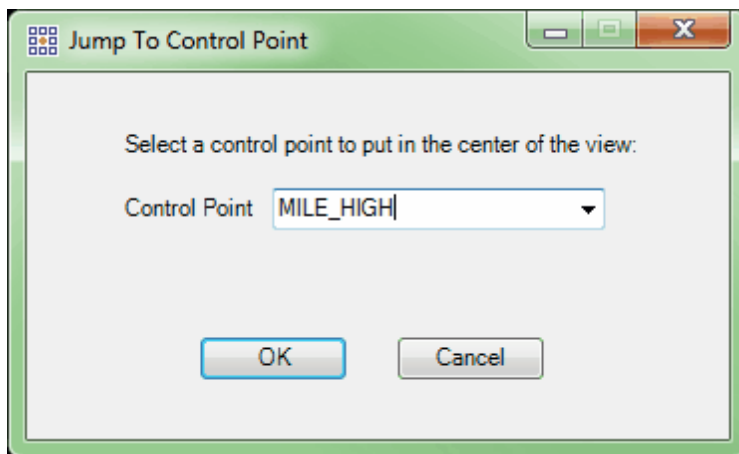 Jump To Control Point
Select a control point to put in the center of the view:
Control Point MILE_HIGH
OK Cancel